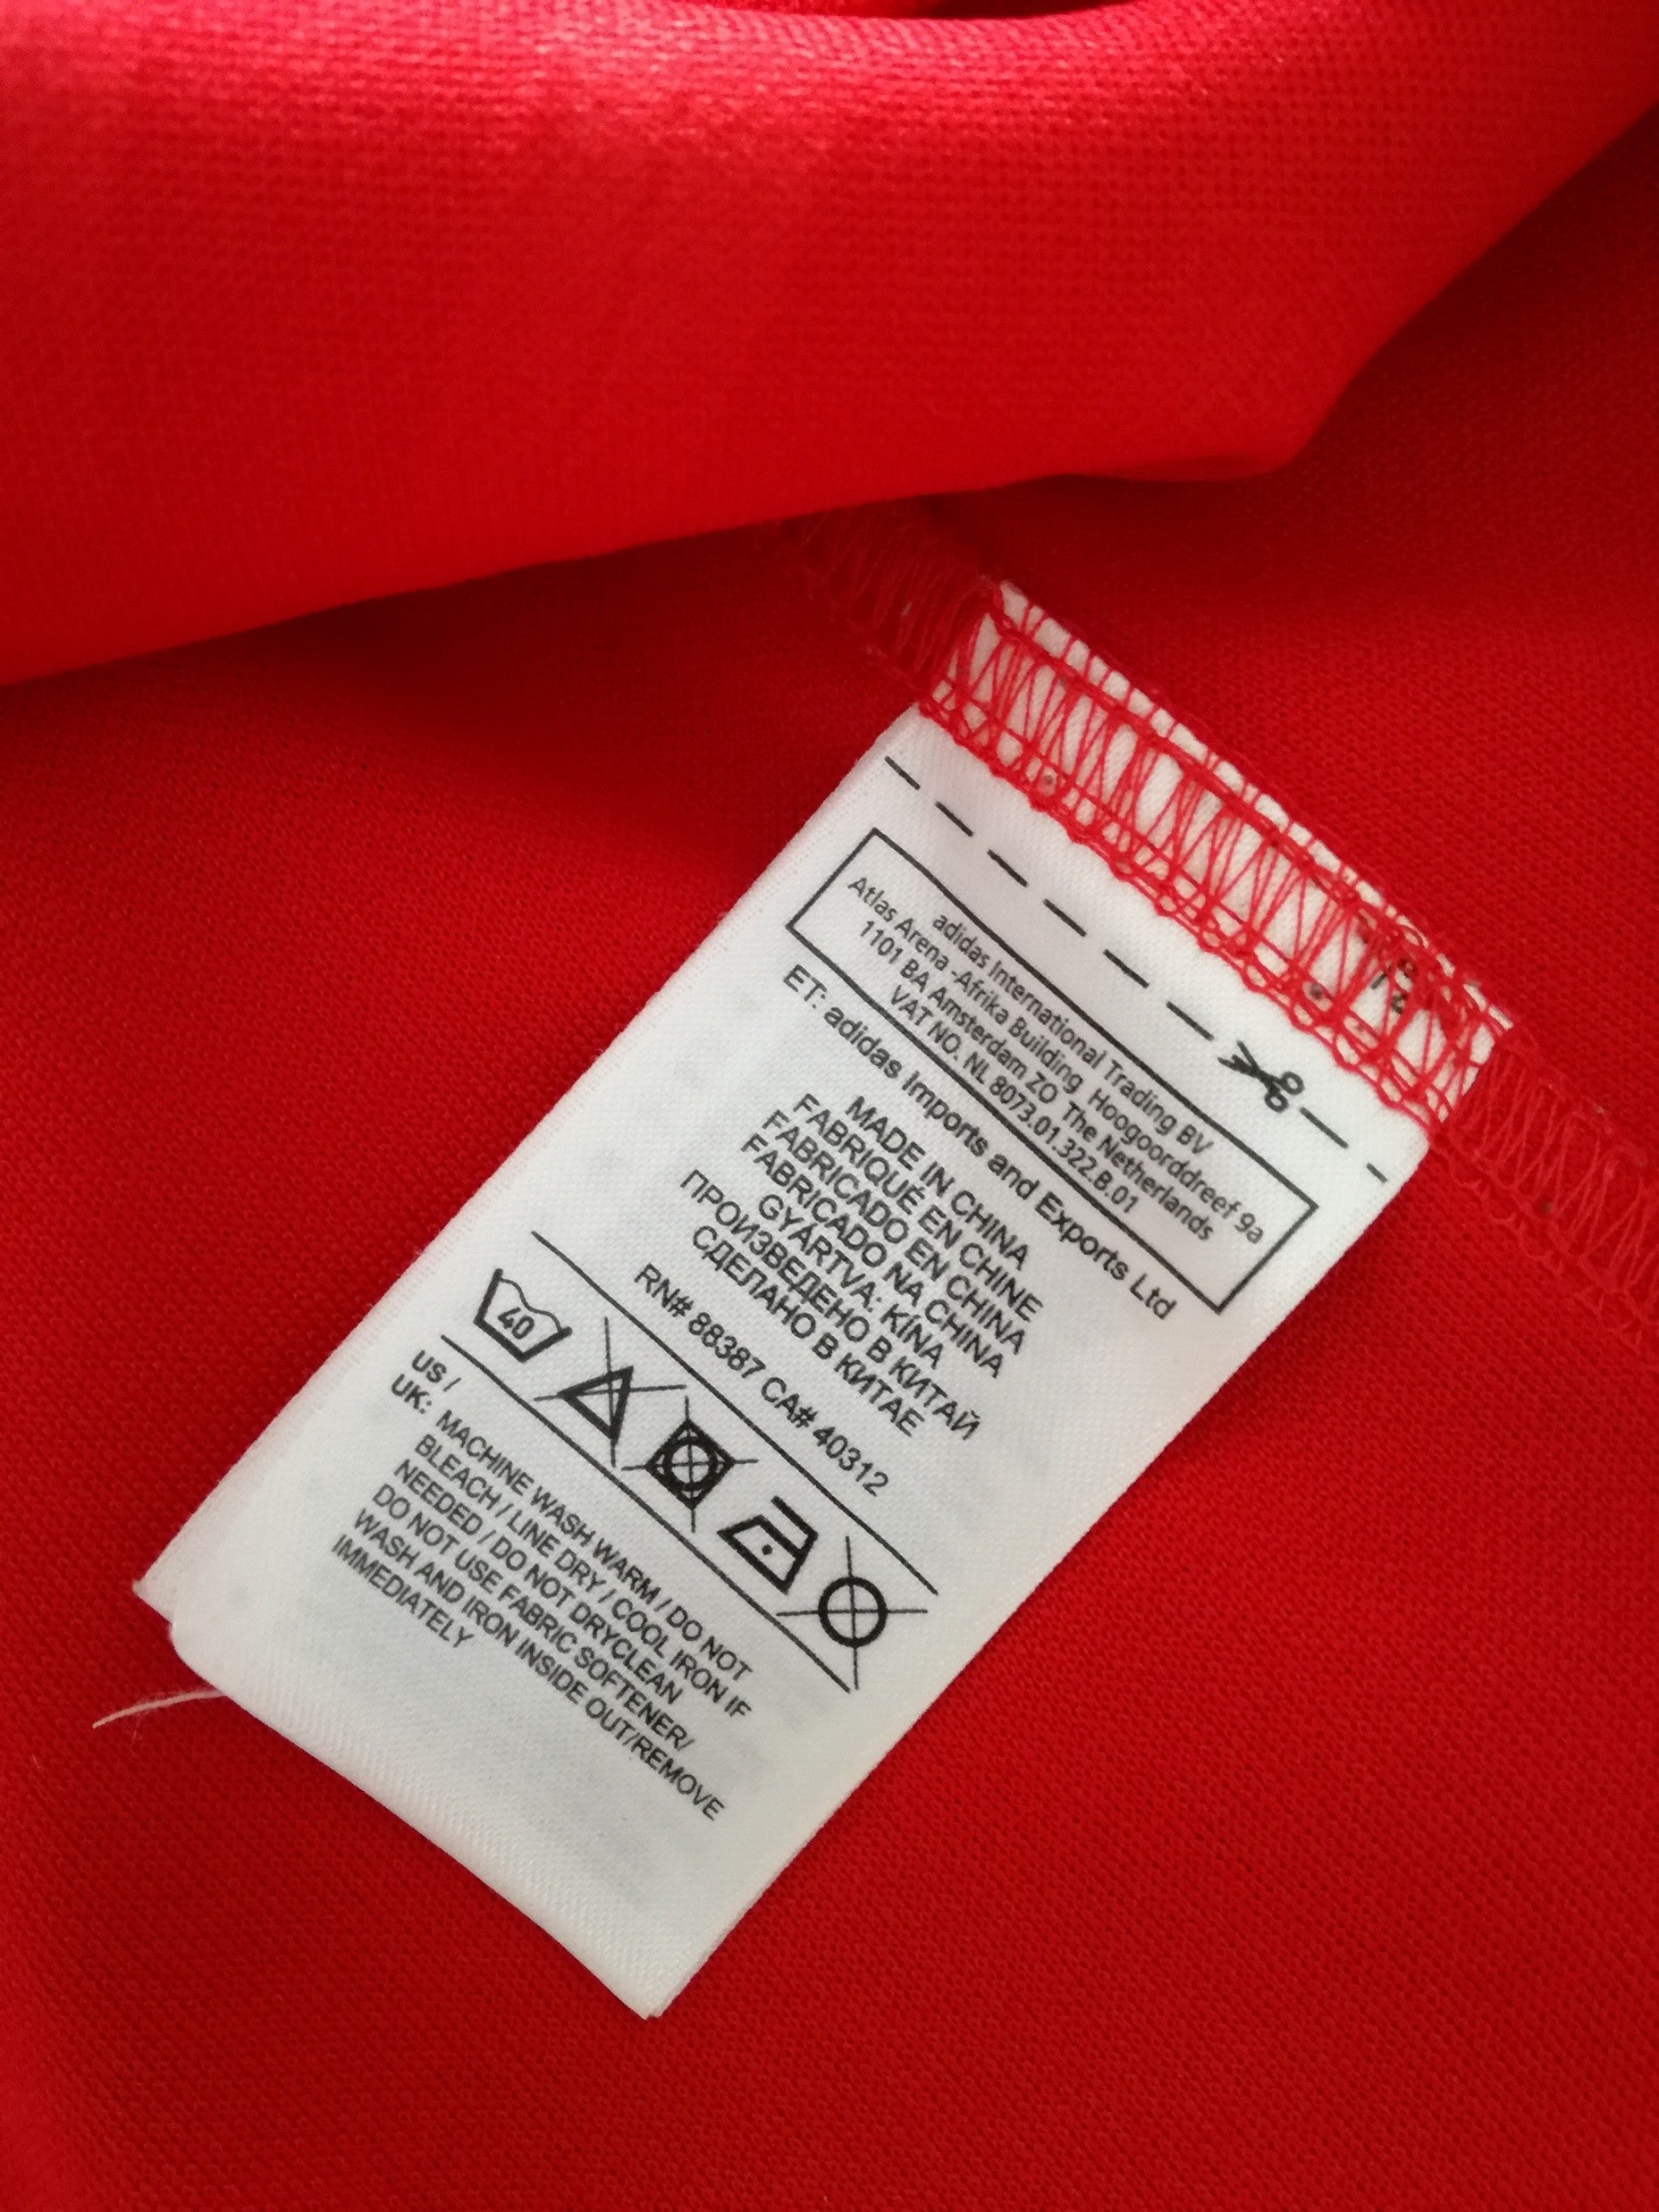 adidas International Trading BV
Atlas Arena -Afrika Building Hoogoorddreef 9a
1101 BA Amsterdam ZO The Netherlands
VAT NO. NL 8073.01.322.B.01
ET: adidas Imports and Exports Ltd
MADE IN CHINA
FABRIQUÉ EN CHINE
FABRICADO EN CHINA
FABRICADO NA CHINA
GYÁRTVA: KÍNA
ПРОИЗВЕДЕНО В КИТАЙ
СДЕЛАНО В КИТАЕ
RN# 88387 CA# 40312
40
US /
UK: MACHINE WASH WARM / DO NOT
BLEACH / LINE DRY / COOL IRON IF
NEEDED / DO NOT DRYCLEAN
DO NOT USE FABRIC SOFTENER/
WASH AND IRON INSIDE OUT/REMOVE
IMMEDIATELY